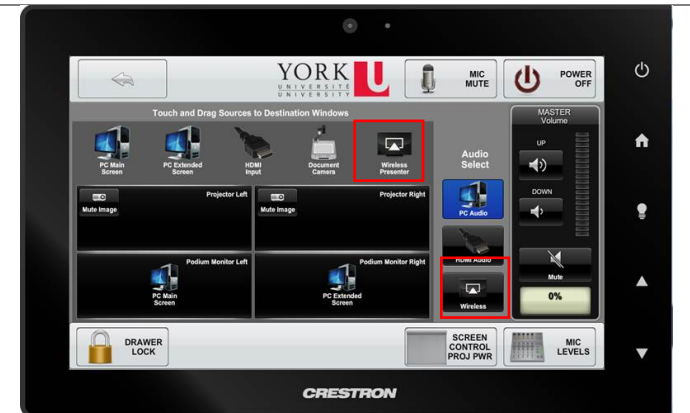 YORK U
UNIVERSITÉ
UNIVERSITY
MIC
MUTE
POWER
OFF
Touch and Drag Sources to Destination Windows
PC Main
Screen
PC Extended
Screen
HDMI
Input
Document
Camera
Wireless
Presenter
Audio
Select
MASTER
Volume
UP
DOWN
Mute
0%
Projector Left
Mute Image
Projector Right
Mute Image
PC Audio
HDMI Audio
Wireless
Podium Monitor Left
PC Main
Screen
Podium Monitor Right
PC Extended
Screen
DRAWER
LOCK
SCREEN
CONTROL
PROJ PWR
MIC
LEVELS
CRESTRON